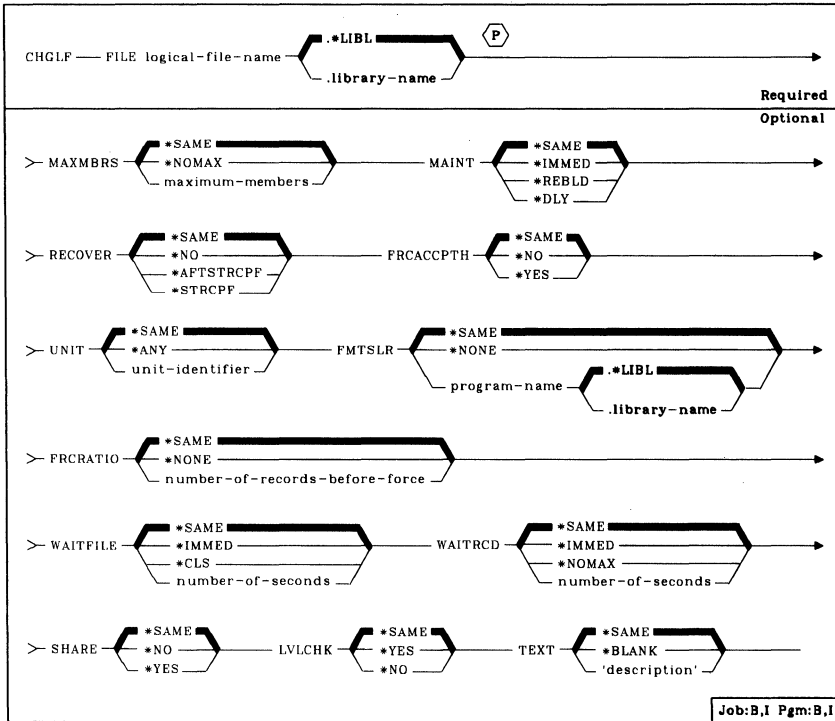 .*LIBL
P
CHGLF FILE logical-file-name
.library-name
Required
Optional
*SAME *SAME
MAXMBRS *NOMAX MAINT *IMMED
maximum-members *REBLD
*DLY
*SAME *SAME
RECOVER *NO FRCACCPTH *NO
*AFTSTRCPF *YES
*STRCPF
*SAME *SAME
UNIT *ANY FMTSLR *NONE
unit-identifier
.*LIBL
program-name
.library-name
*SAME
FRCRATIO *NONE
number-of-records-before-force
*SAME *SAME
WAITFILE *IMMED WAITRCD *IMMED
*CLS *NOMAX
number-of-seconds number-of-seconds
*SAME *SAME *SAME
SHARE *NO LVLCHK *YES TEXT *BLANK
*YES *NO 'description'
Job:B,I Pgm:B,I